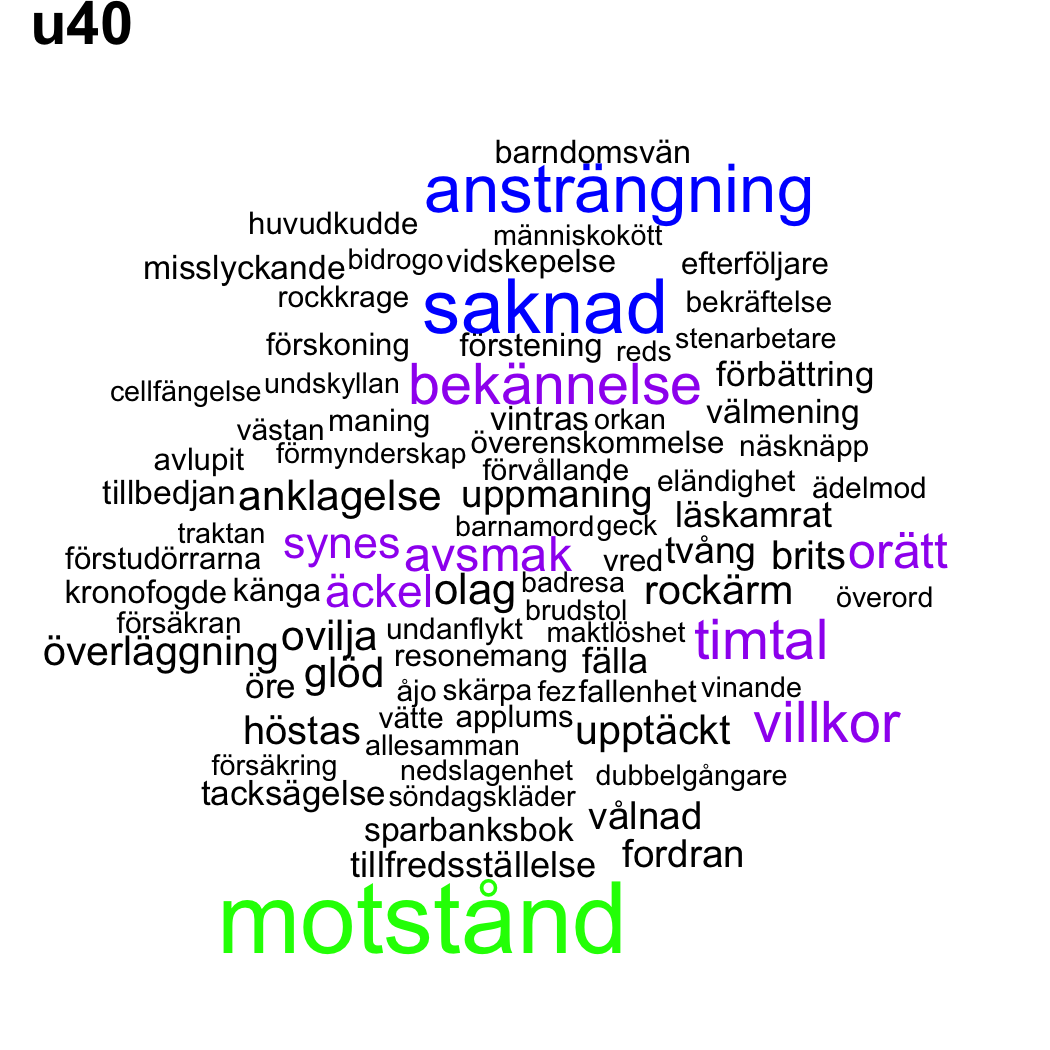 u40
barndomsvän
ansträngning
huvudkudde
människokött
misslyckande bidrogo vidskepelse efterföljare
rockkrage saknad bekräftelse
förskoning förstening reds stenarbetare
cellfängelse undskyllan bekännelse förbättring
västan maning vintras orkan välmening
avlupit förmynderskap överenskommelse näsknäpp
förvållande
tillbedjan anklagelse uppmaning eländighet ädelmod
traktan barnamord geck läskamrat
förstudörrarna synes avsmak vred tvång brits orätt
kronofogde känga äckel olag badresa rockärm överord
försäkran brudstol
överläggning ovilja undanflykt maktlöshet timtal
glöd resonemang fälla
öre åjo skärpa fez fallenhet vinande
höstas vätte applums upptäckt villkor
allesamman
försäkring nedslagenhet dubbelgångare
tacksägelse söndagskläder
sparbanksbok vålnad
tillfredsställelse fordran
motstånd